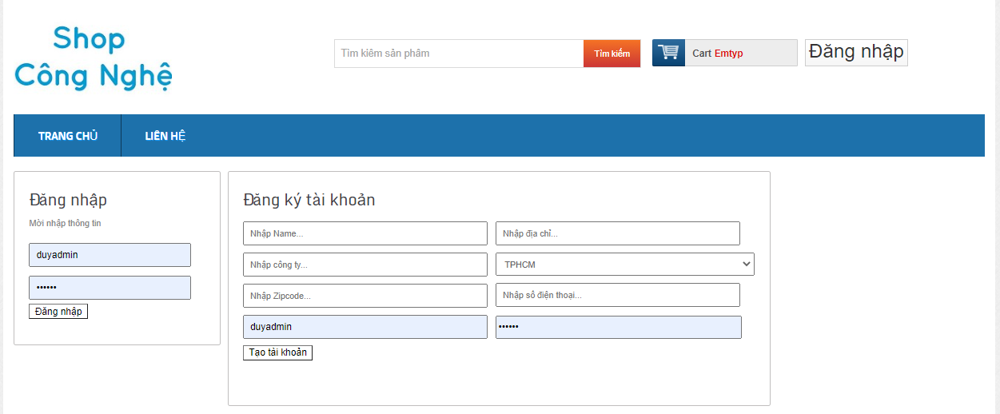 Shop
Công Nghệ
Tìm kiếm sản phẩm
Tìm kiếm
Cart Emtyp
Đăng nhập
TRANG CHỦ
LIÊN HỆ
Đăng nhập
Mời nhập thông tin
duyadmin
••••••
Đăng nhập
Đăng ký tài khoản
Nhập Name...
Nhập địa chỉ...
Nhập công ty...
TPHCM
Nhập Zipcode...
Nhập số điện thoại...
duyadmin
••••••
Tạo tài khoản